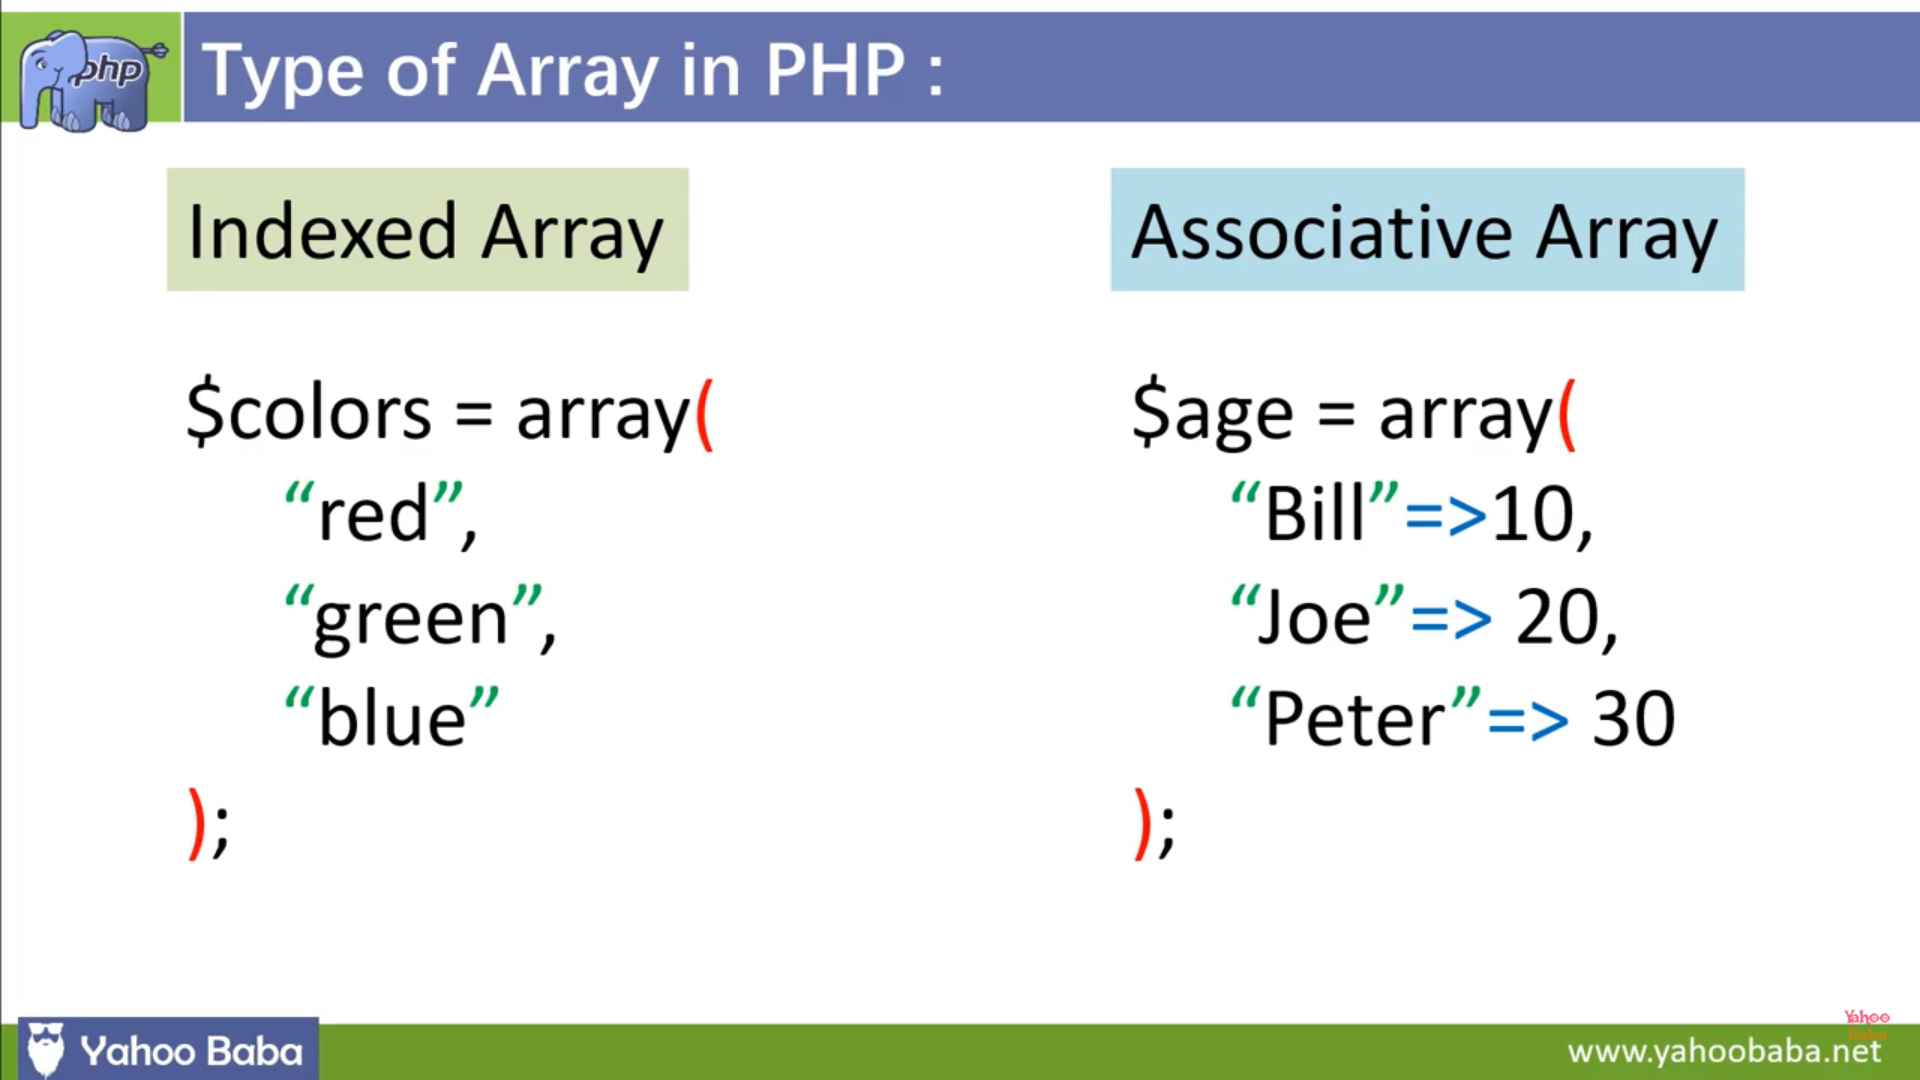 php
Type of Array in PHP :
Indexed Array
$colors = array(
“red”,
“green”,
“blue”
);
Associative Array
$age = array(
“Bill”=>10,
“Joe”=> 20,
“Peter”=> 30
);
Yahoo Baba
Yahoo
Baba
www.yahoobaba.net